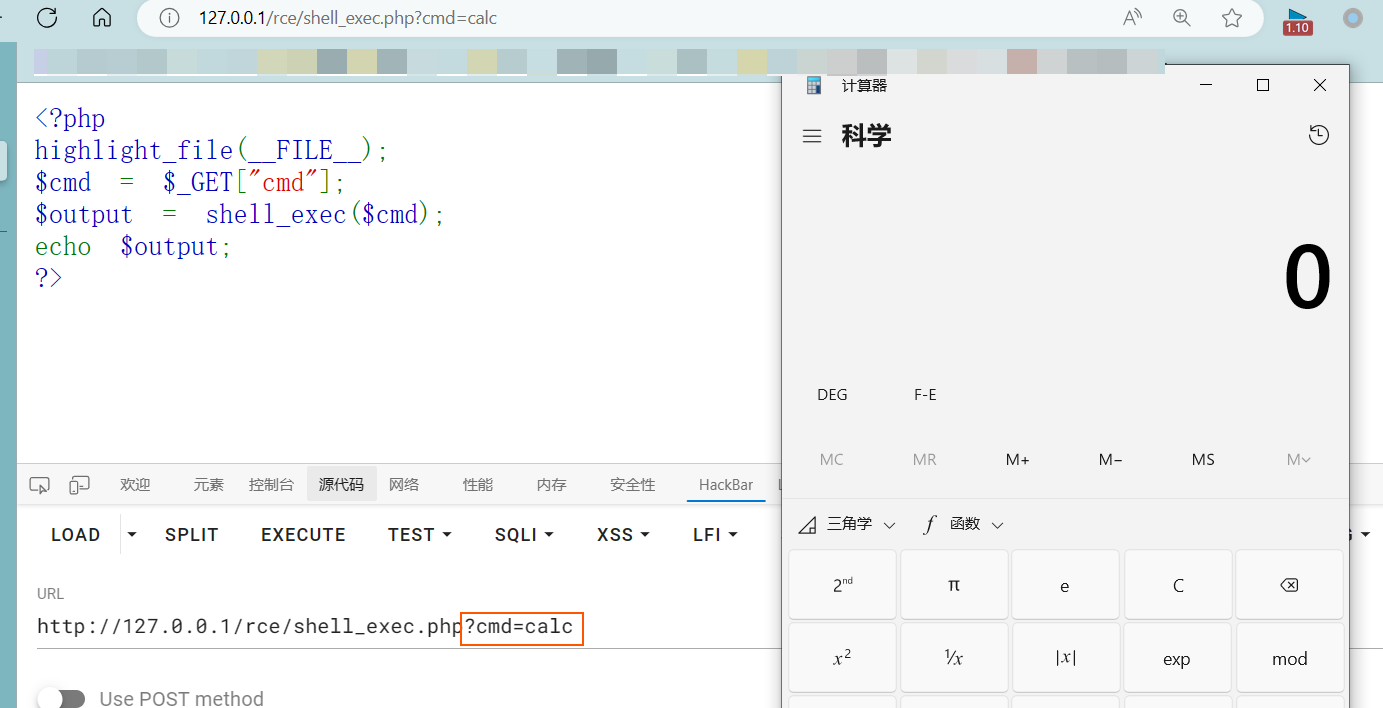 127.0.0.1/rce/shell_exec.php?cmd=calc
1.10
<?php
highlight_file(__FILE__);
$cmd = $_GET["cmd"];
$output = shell_exec($cmd);
echo $output;
?>
欢迎 元素 控制台 源代码 网络 性能 内存 安全性 HackBar
LOAD SPLIT EXECUTE TEST SQLI XSS LFI
URL
http://127.0.0.1/rce/shell_exec.php?cmd=calc
Use POST method
计算器
科学
0
DEG F-E
MC MR M+ M− MS M
三角学 f 函数
2nd π e C
x² ¹/x |x| exp mod